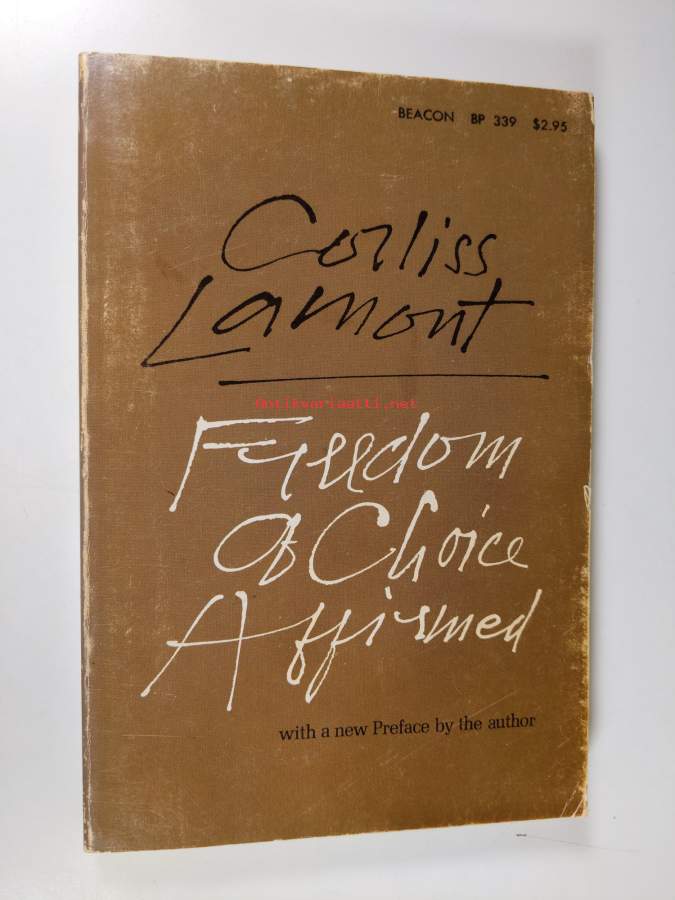 BEACON BP 339 $2.95
Corliss
Lamont
Antikvariaatti.net
Freedom
of Choice
Affirmed
with a new Preface by the author